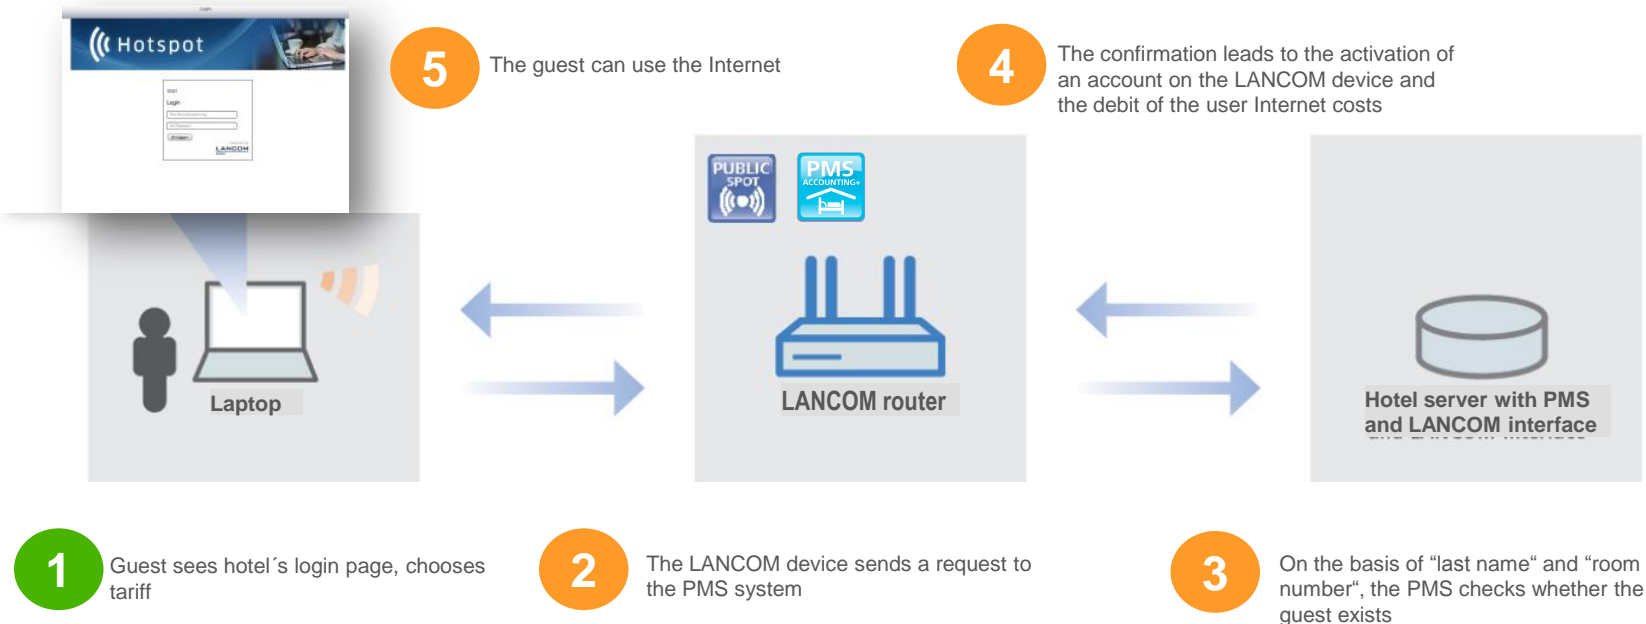 Login
Hotspot
5
The guest can use the Internet
4
The confirmation leads to the activation of
an account on the LANCOM device and
the debit of the user Internet costs
Login
LANCOM
PUBLIC
SPOT
PMS
ACCOUNTING+
Laptop
LANCOM router
Hotel server with PMS
and LANCOM interface
1
Guest sees hotel´s login page, chooses
tariff
2
The LANCOM device sends a request to
the PMS system
3
On the basis of “last name“ and “room
number“, the PMS checks whether the
guest exists